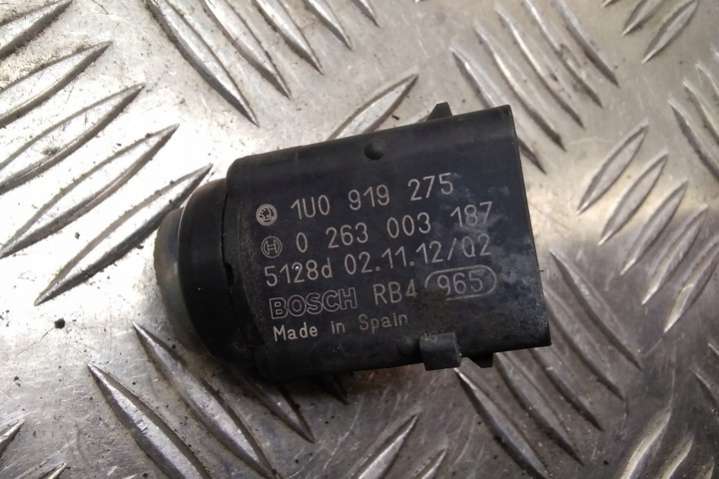 1U0 919 275
0 263 003 187
5128d 02.11.12/Q2
BOSCH RB4 965
Made in Spain